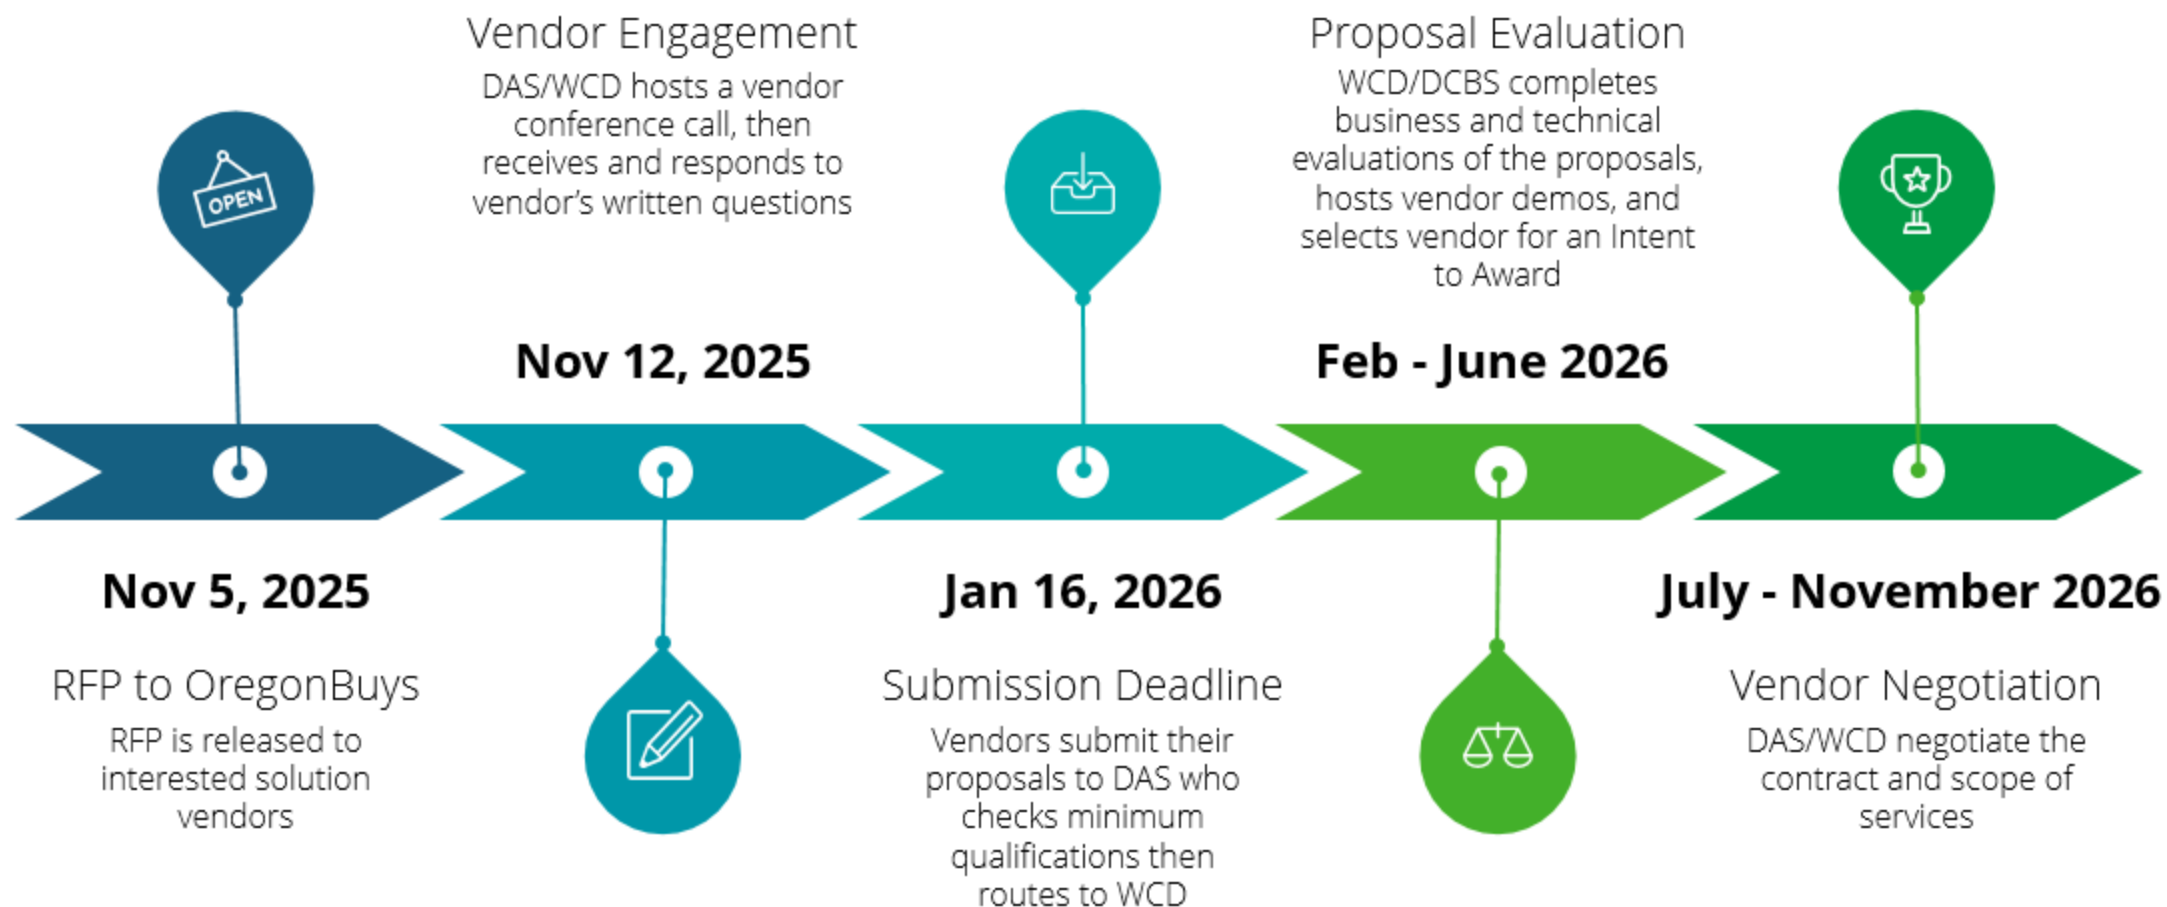 OPEN
Nov 5, 2025
RFP to OregonBuys
RFP is released to
interested solution
vendors
Vendor Engagement
DAS/WCD hosts a vendor
conference call, then
receives and responds to
vendor’s written questions
Nov 12, 2025
Jan 16, 2026
Submission Deadline
Vendors submit their
proposals to DAS who
checks minimum
qualifications then
routes to WCD
Proposal Evaluation
WCD/DCBS completes
business and technical
evaluations of the proposals,
hosts vendor demos, and
selects vendor for an Intent
to Award
Feb - June 2026
July - November 2026
Vendor Negotiation
DAS/WCD negotiate the
contract and scope of
services